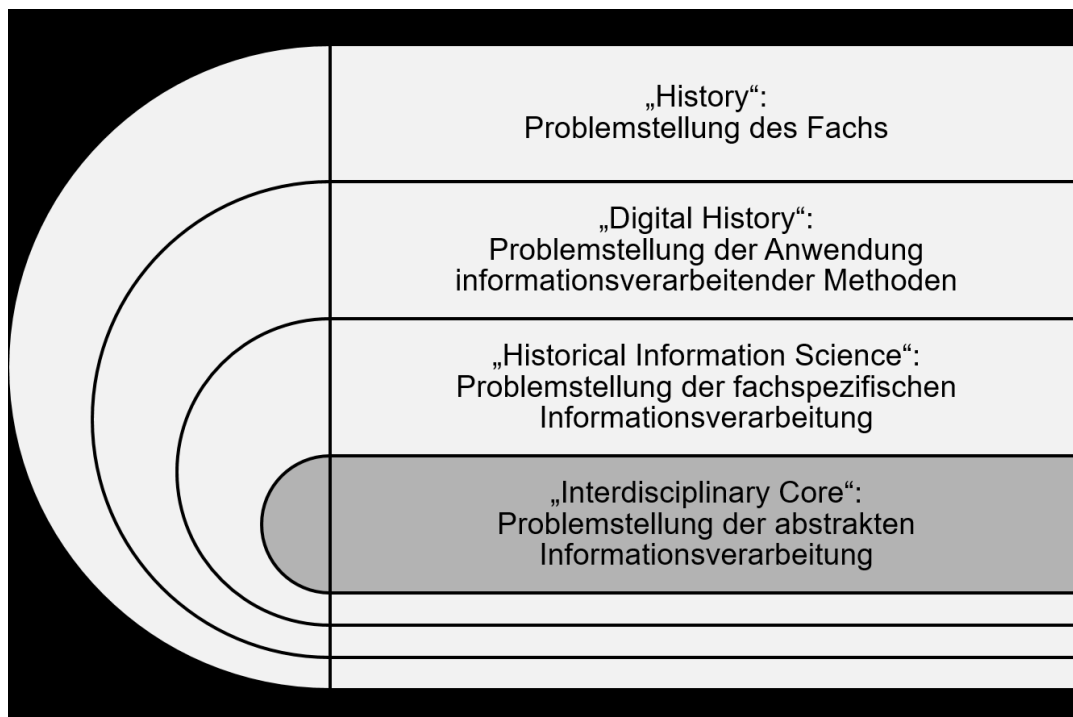 „History“:
Problemstellung des Fachs
„Digital History“:
Problemstellung der Anwendung
informationsverarbeitender Methoden
„Historical Information Science“:
Problemstellung der fachspezifischen
Informationsverarbeitung
„Interdisciplinary Core“:
Problemstellung der abstrakten
Informationsverarbeitung